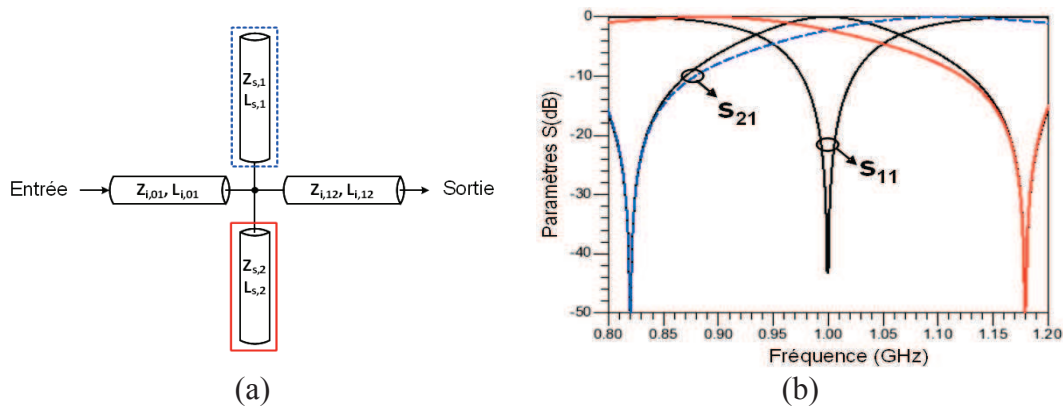 Z_s,1
L_s,1
Entrée
Z_i,01, L_i,01
Z_i,12, L_i,12
Sortie
Z_s,2
L_s,2
(a)
Paramètres S(dB)
0
-10
-20
-30
-40
-50
S_21
S_11
0.80 0.85 0.90 0.95 1.00 1.05 1.10 1.15 1.20
Fréquence (GHz)
(b)